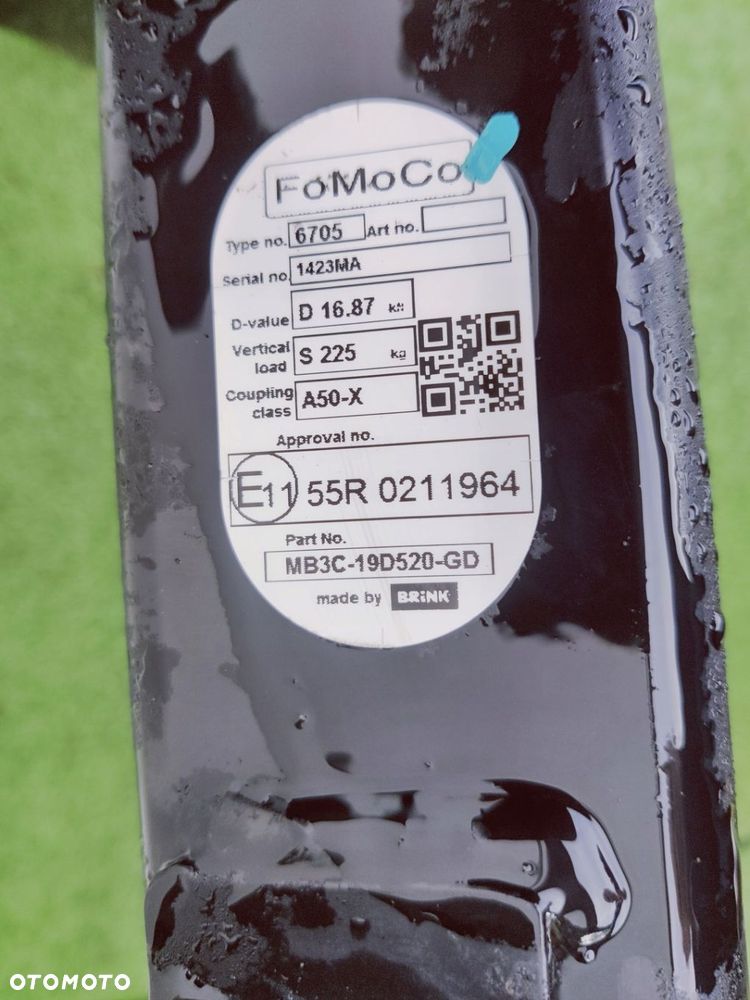 FoMoCo
Type no. 6705 Art no.
Serial no. 1423MA
D-value D 16.87 kN
Vertical load S 225 kg
Coupling class A50-X
Approval no.
E11 55R 0211964
Part No.
MB3C-19D520-GD
made by BRINK
OTOMOTO